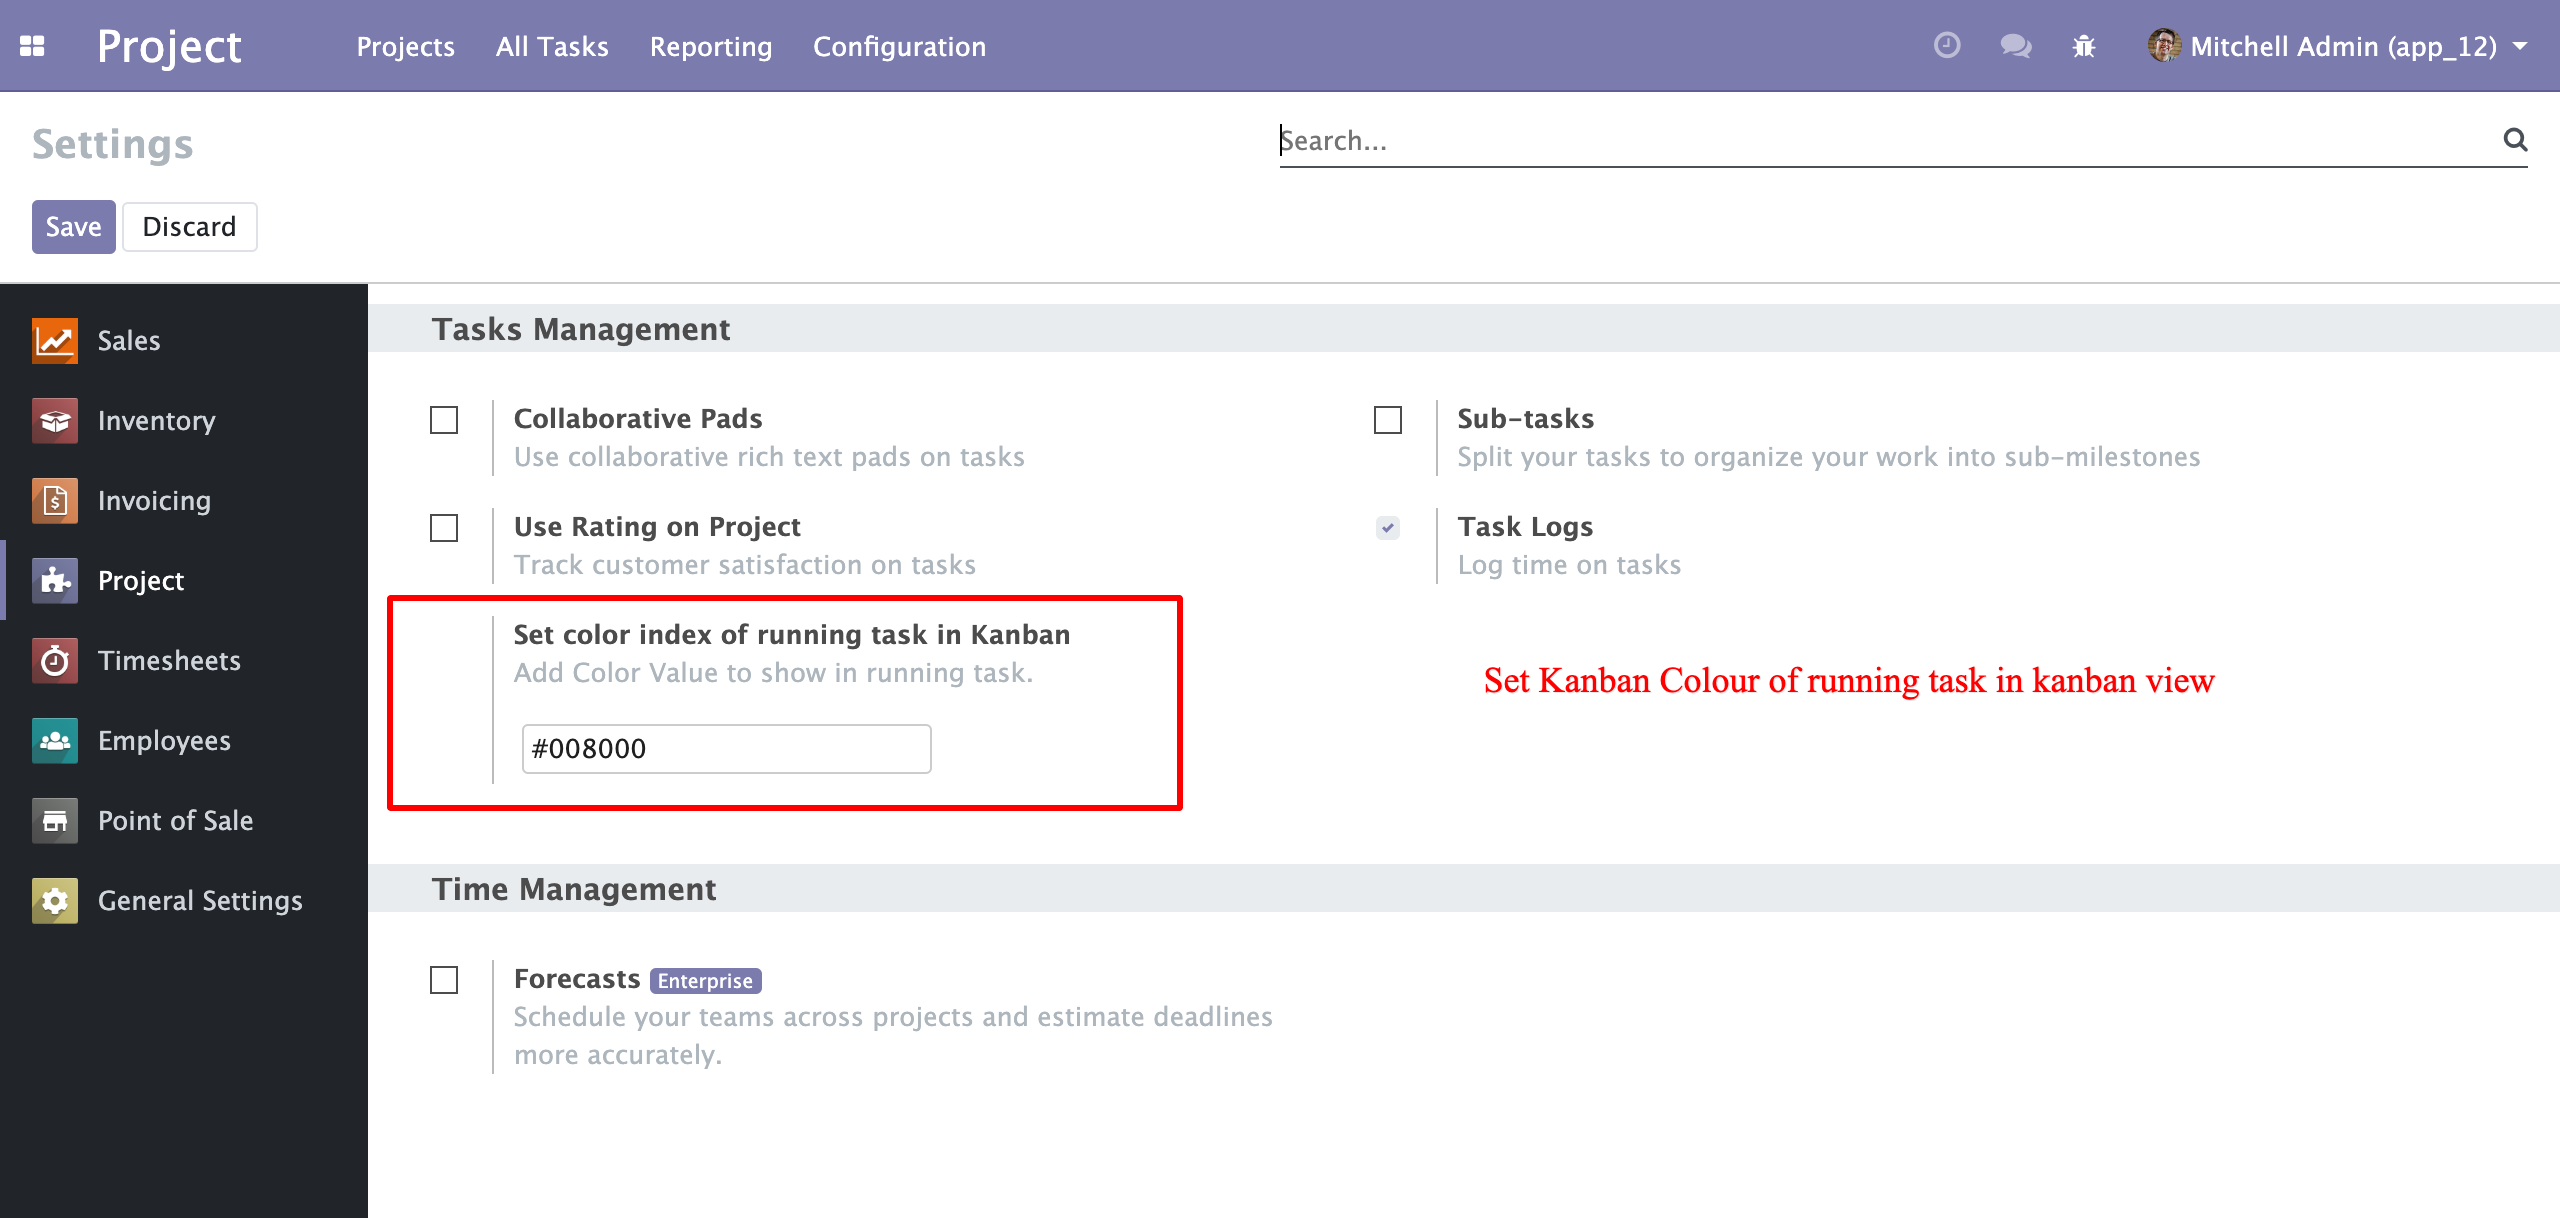 Project
Projects
All Tasks
Reporting
Configuration
Mitchell Admin (app_12)
Settings
Search...
Save
Discard
Sales
Inventory
Invoicing
Project
Timesheets
Employees
Point of Sale
General Settings
Tasks Management
Collaborative Pads
Use collaborative rich text pads on tasks
Sub-tasks
Split your tasks to organize your work into sub-milestones
Use Rating on Project
Track customer satisfaction on tasks
Task Logs
Log time on tasks
Set color index of running task in Kanban
Add Color Value to show in running task.
#008000
Set Kanban Colour of running task in kanban view
Time Management
Forecasts Enterprise
Schedule your teams across projects and estimate deadlines
more accurately.